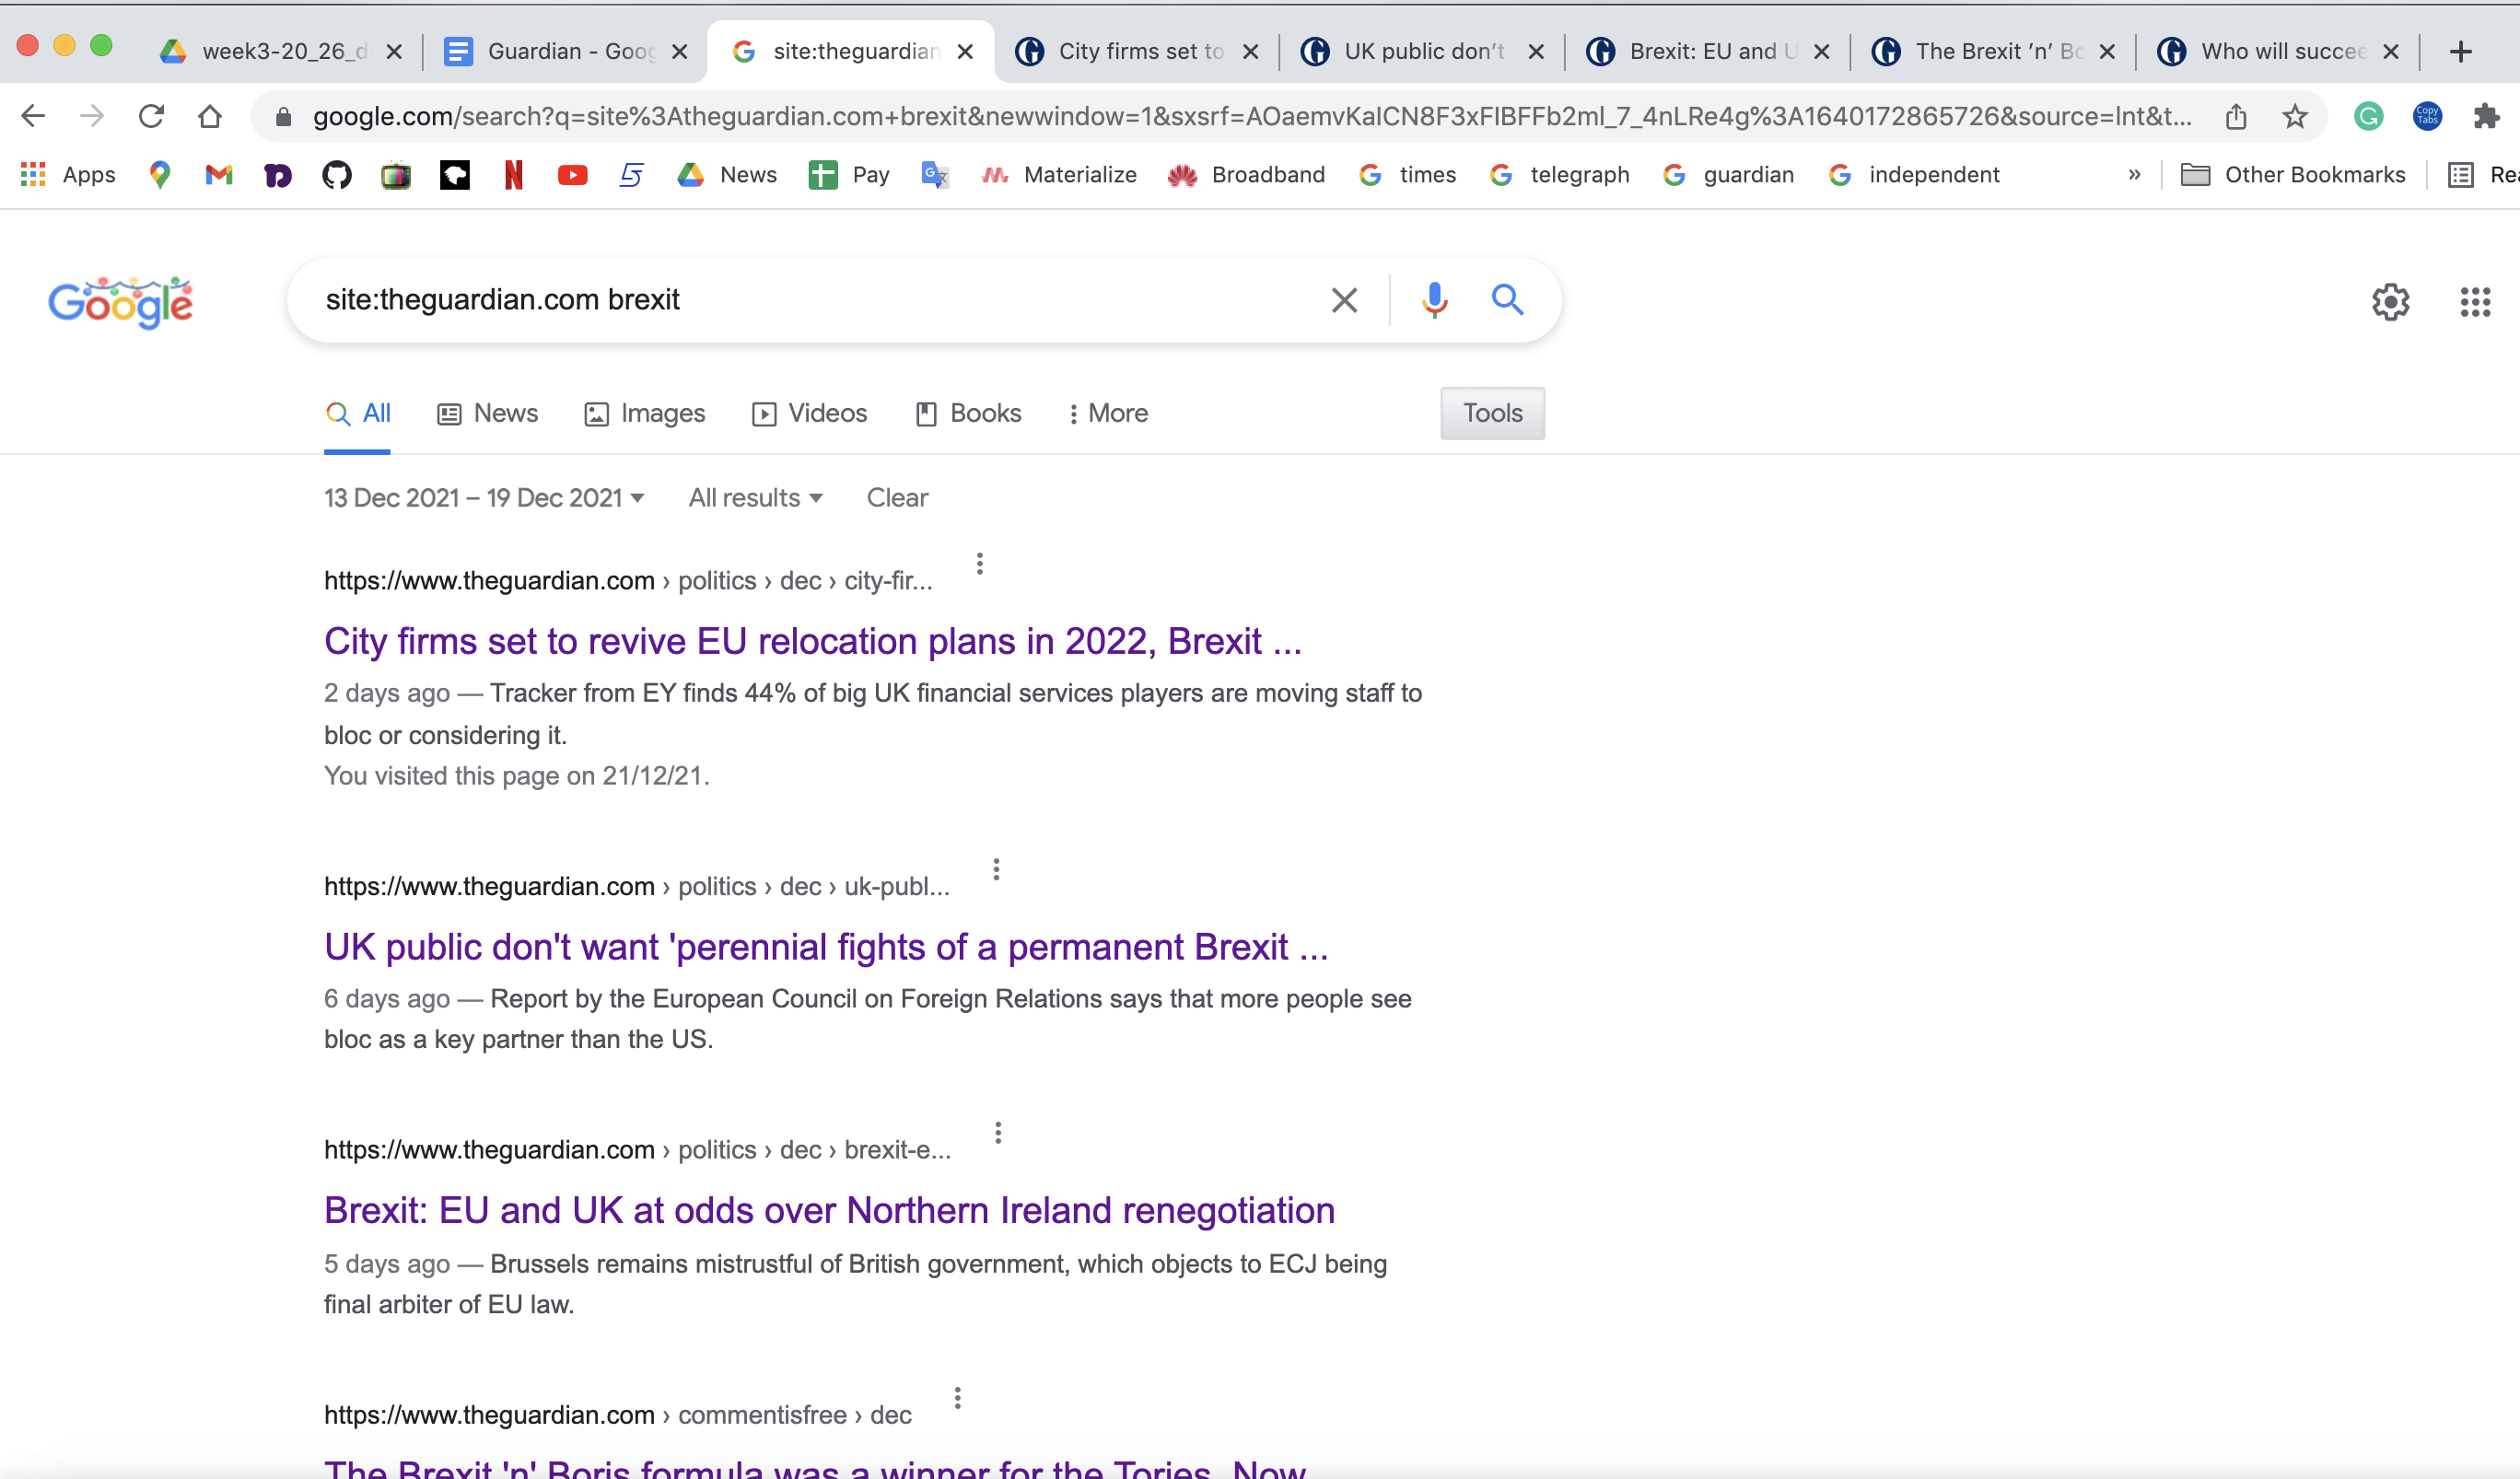 week3-20_26_d
Guardian - Goog
site:theguardian
City firms set to
UK public don't
Brexit: EU and U
The Brexit 'n' Bo
Who will succee
google.com/search?q=site%3Atheguardian.com+brexit&newwindow=1&sxsrf=AOaemvKaICN8F3xFIBFFb2ml_7_4nLRe4g%3A1640172865726&source=lnt&t...
Copy Tabs
Apps
News
Pay
Materialize
Broadband
times
telegraph
guardian
independent
»
Other Bookmarks
Rea
Google
site:theguardian.com brexit
All
News
Images
Videos
Books
More
Tools
13 Dec 2021 – 19 Dec 2021
All results
Clear
https://www.theguardian.com › politics › dec › city-fir...
City firms set to revive EU relocation plans in 2022, Brexit ...
2 days ago — Tracker from EY finds 44% of big UK financial services players are moving staff to
bloc or considering it.
You visited this page on 21/12/21.
https://www.theguardian.com › politics › dec › uk-publ...
UK public don't want 'perennial fights of a permanent Brexit ...
6 days ago — Report by the European Council on Foreign Relations says that more people see
bloc as a key partner than the US.
https://www.theguardian.com › politics › dec › brexit-e...
Brexit: EU and UK at odds over Northern Ireland renegotiation
5 days ago — Brussels remains mistrustful of British government, which objects to ECJ being
final arbiter of EU law.
https://www.theguardian.com › commentisfree › dec
The Brexit 'n' Boris formula was a winner for the Tories. Now